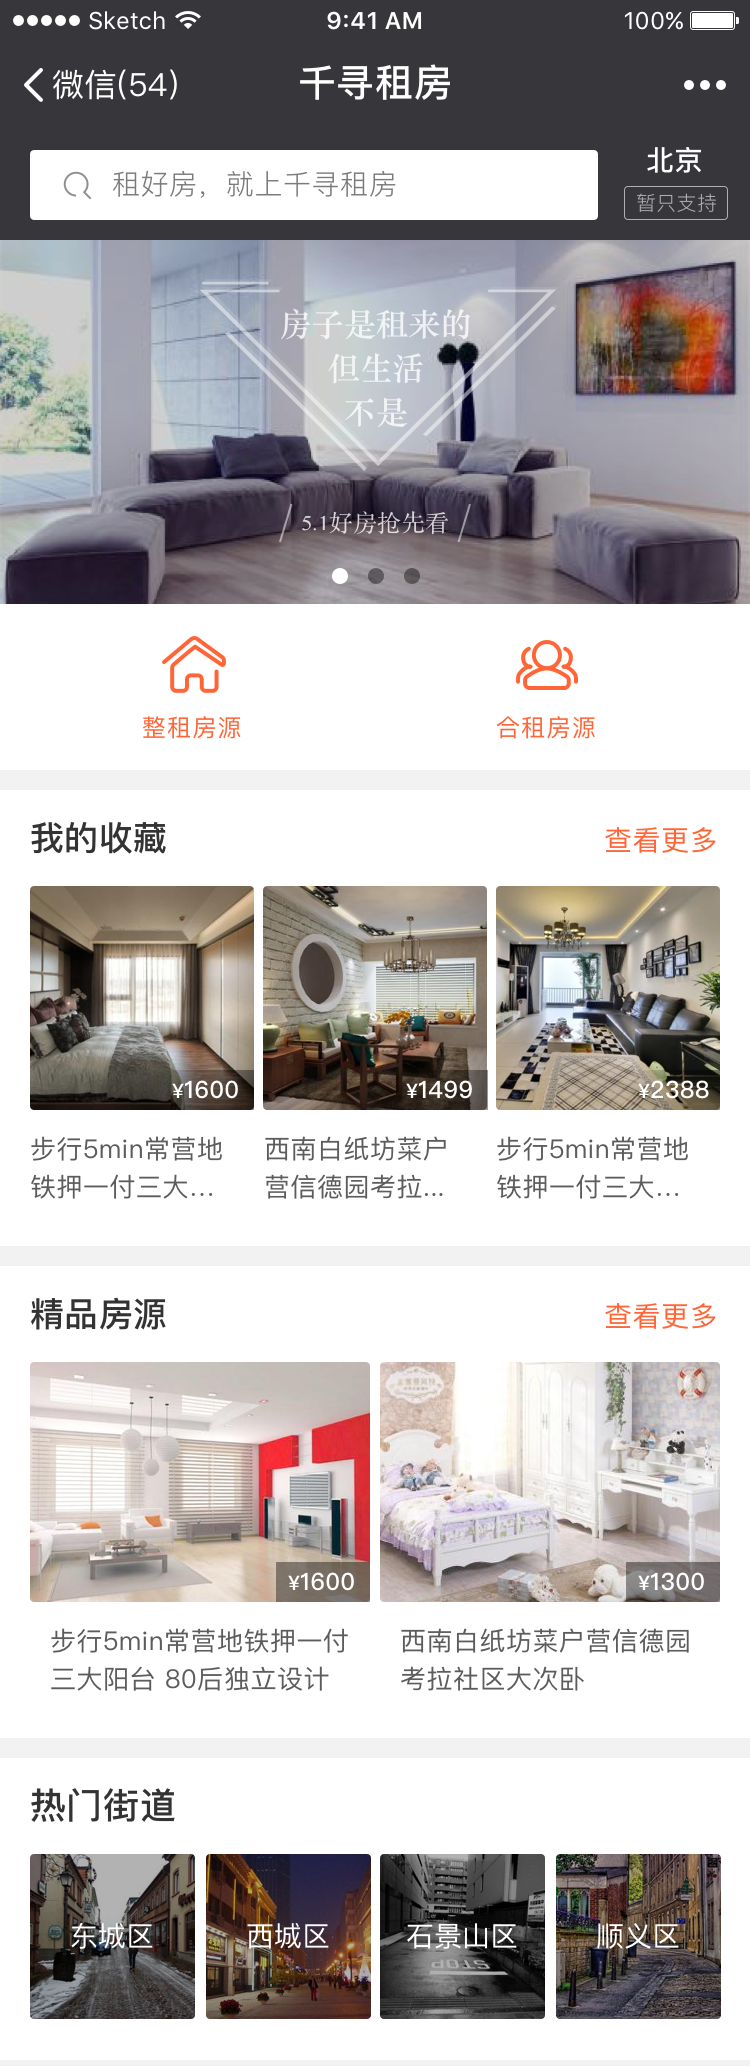 Sketch 9:41 AM 100%
微信(54) 千寻租房
租好房，就上千寻租房
北京
暂只支持
房子是租来的
但生活
不是
5.1好房抢先看
整租房源 合租房源
我的收藏 查看更多
¥1600 ¥1499 ¥2388
步行5min常营地
铁押一付三大...
西南白纸坊菜户
营信德园考拉...
步行5min常营地
铁押一付三大...
精品房源 查看更多
¥1600 ¥1300
步行5min常营地铁押一付
三大阳台 80后独立设计
西南白纸坊菜户营信德园
考拉社区大次卧
热门街道
东城区 西城区 石景山区 顺义区
STOP